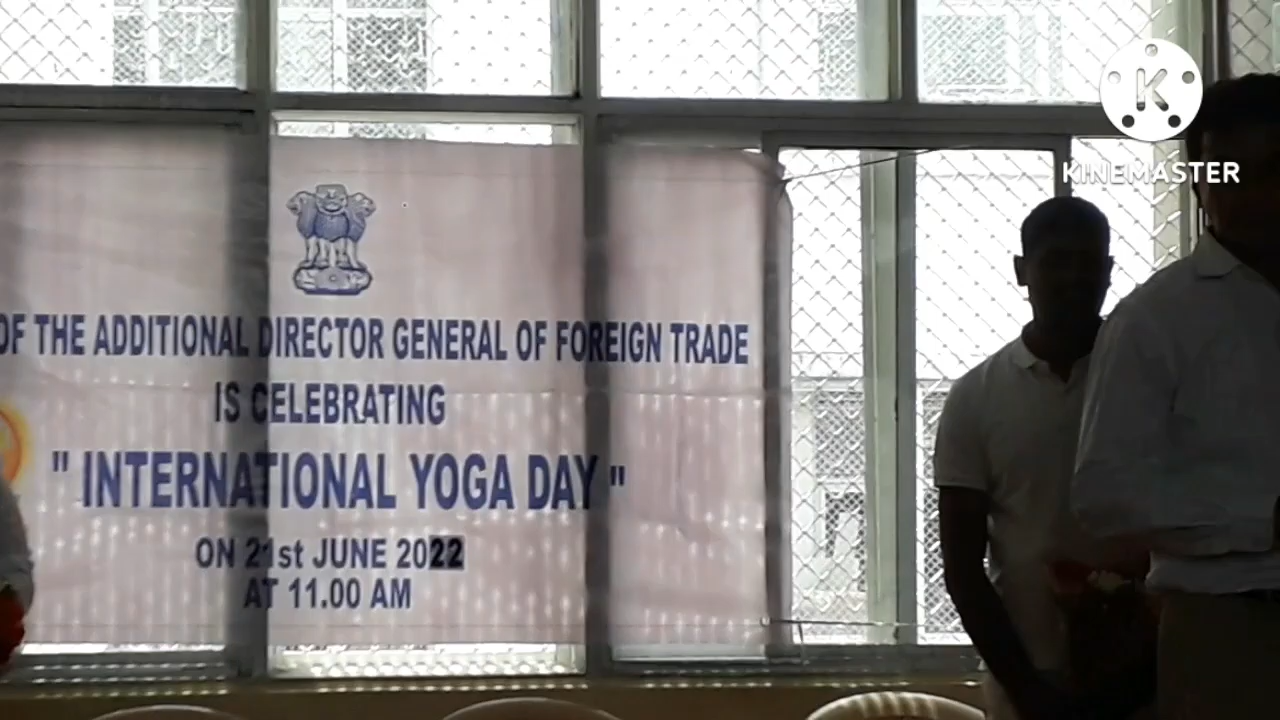 OF THE ADDITIONAL DIRECTOR GENERAL OF FOREIGN TRADE
IS CELEBRATING
" INTERNATIONAL YOGA DAY "
ON 21st JUNE 2022
AT 11.00 AM
K
KINEMASTER